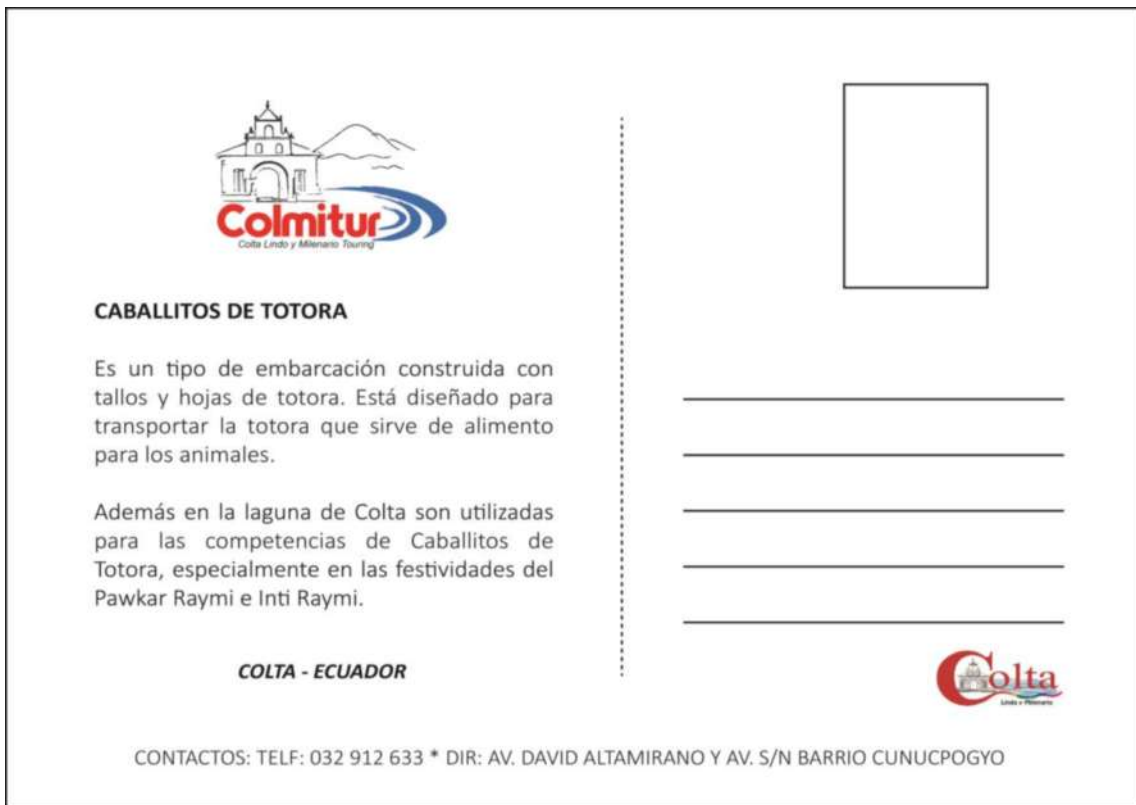 Colmitur
Colta Lindo y Milenario Touring
CABALLITOS DE TOTORA
Es un tipo de embarcación construida con
tallos y hojas de totora. Está diseñado para
transportar la totora que sirve de alimento
para los animales.
Además en la laguna de Colta son utilizadas
para las competencias de Caballitos de
Totora, especialmente en las festividades del
Pawkar Raymi e Inti Raymi.
COLTA - ECUADOR
Colta
Lindo y Milenario
CONTACTOS: TELF: 032 912 633 * DIR: AV. DAVID ALTAMIRANO Y AV. S/N BARRIO CUNUCPOGYO